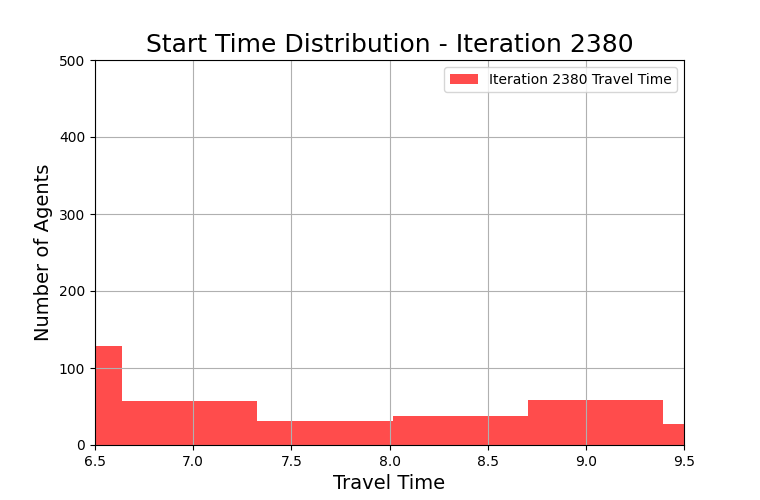 Start Time Distribution - Iteration 2380
Iteration 2380 Travel Time
Number of Agents
500
400
300
200
100
0
6.5 7.0 7.5 8.0 8.5 9.0 9.5
Travel Time